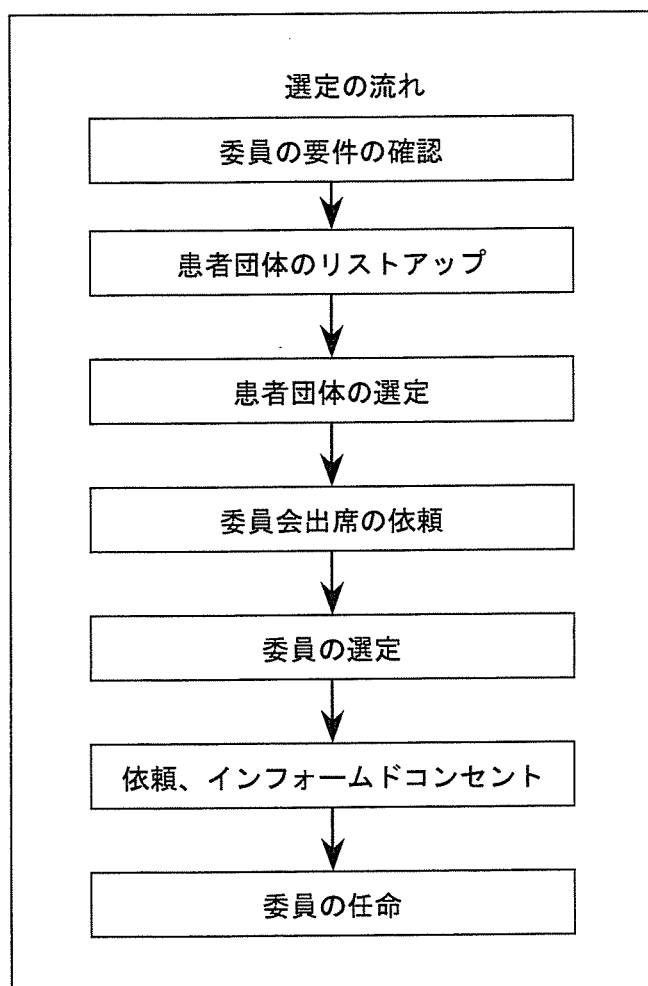 選定の流れ
委員の要件の確認
患者団体のリストアップ
患者団体の選定
委員会出席の依頼
委員の選定
依頼、インフォームドコンセント
委員の任命